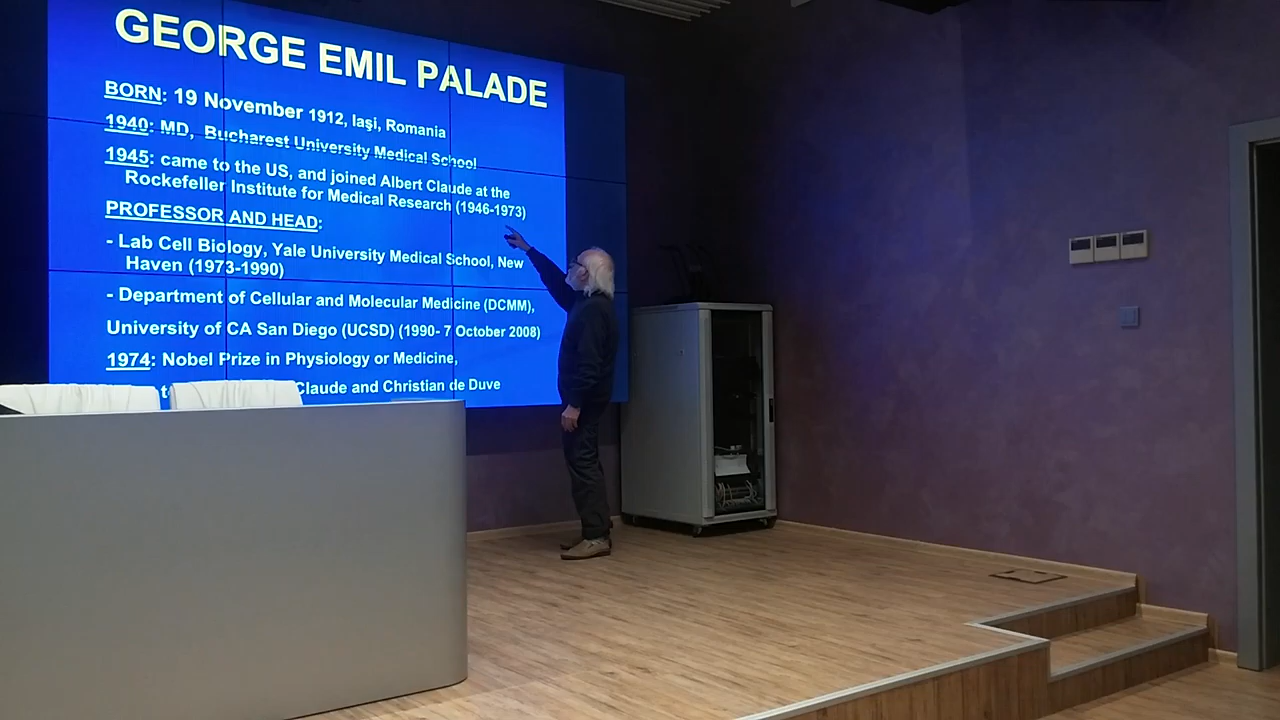 GEORGE EMIL PALADE
BORN: 19 November 1912, Iaşi, Romania
1940: MD, Bucharest University Medical School
1945: came to the US, and joined Albert Claude at the
Rockefeller Institute for Medical Research (1946-1973)
PROFESSOR AND HEAD:
- Lab Cell Biology, Yale University Medical School, New
Haven (1973-1990)
- Department of Cellular and Molecular Medicine (DCMM),
University of CA San Diego (UCSD) (1990- 7 October 2008)
1974: Nobel Prize in Physiology or Medicine,
Claude and Christian de Duve